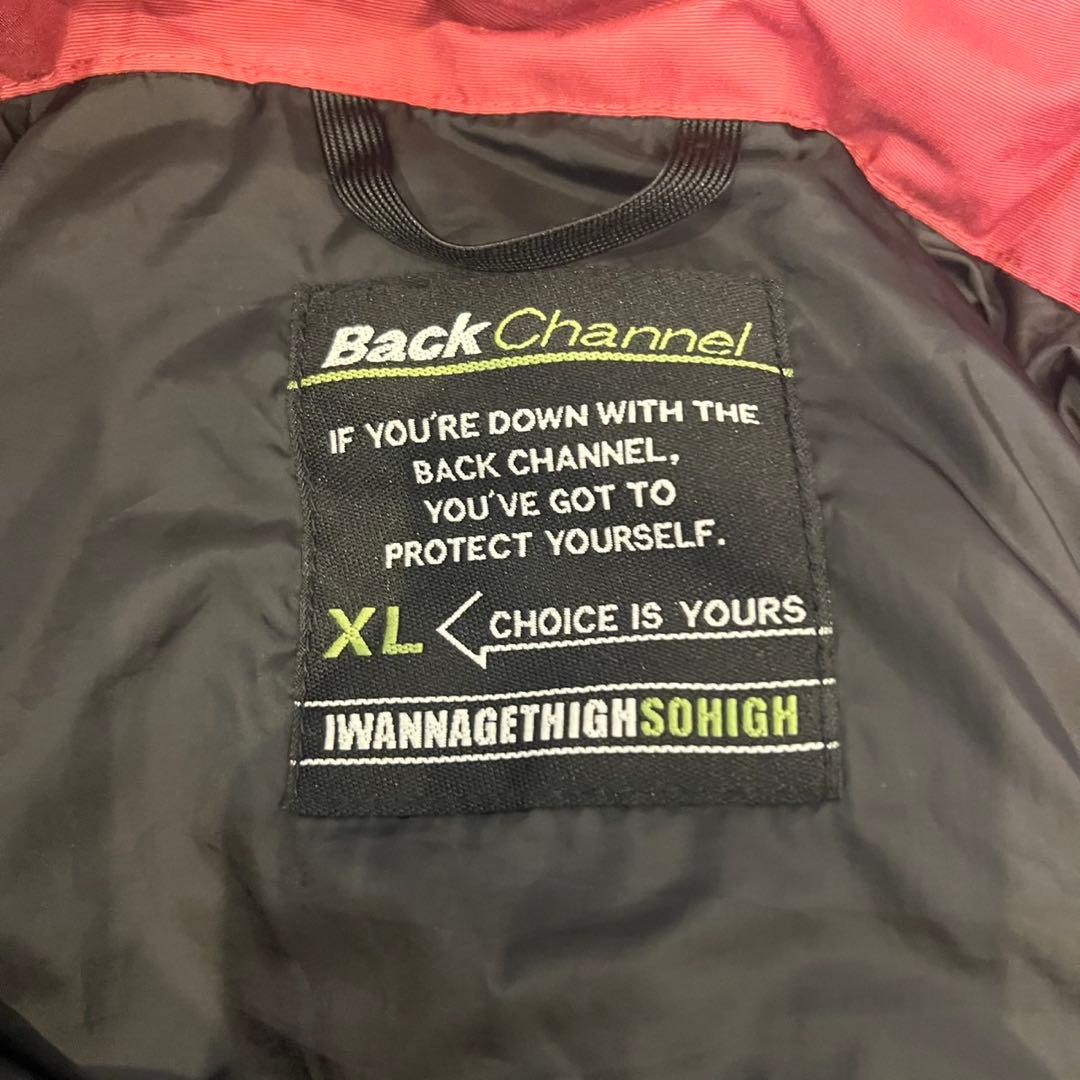 Back Channel
IF YOU'RE DOWN WITH THE
BACK CHANNEL,
YOU'VE GOT TO
PROTECT YOURSELF.
XL CHOICE IS YOURS
IWANNAGETHIGHSOHIGH